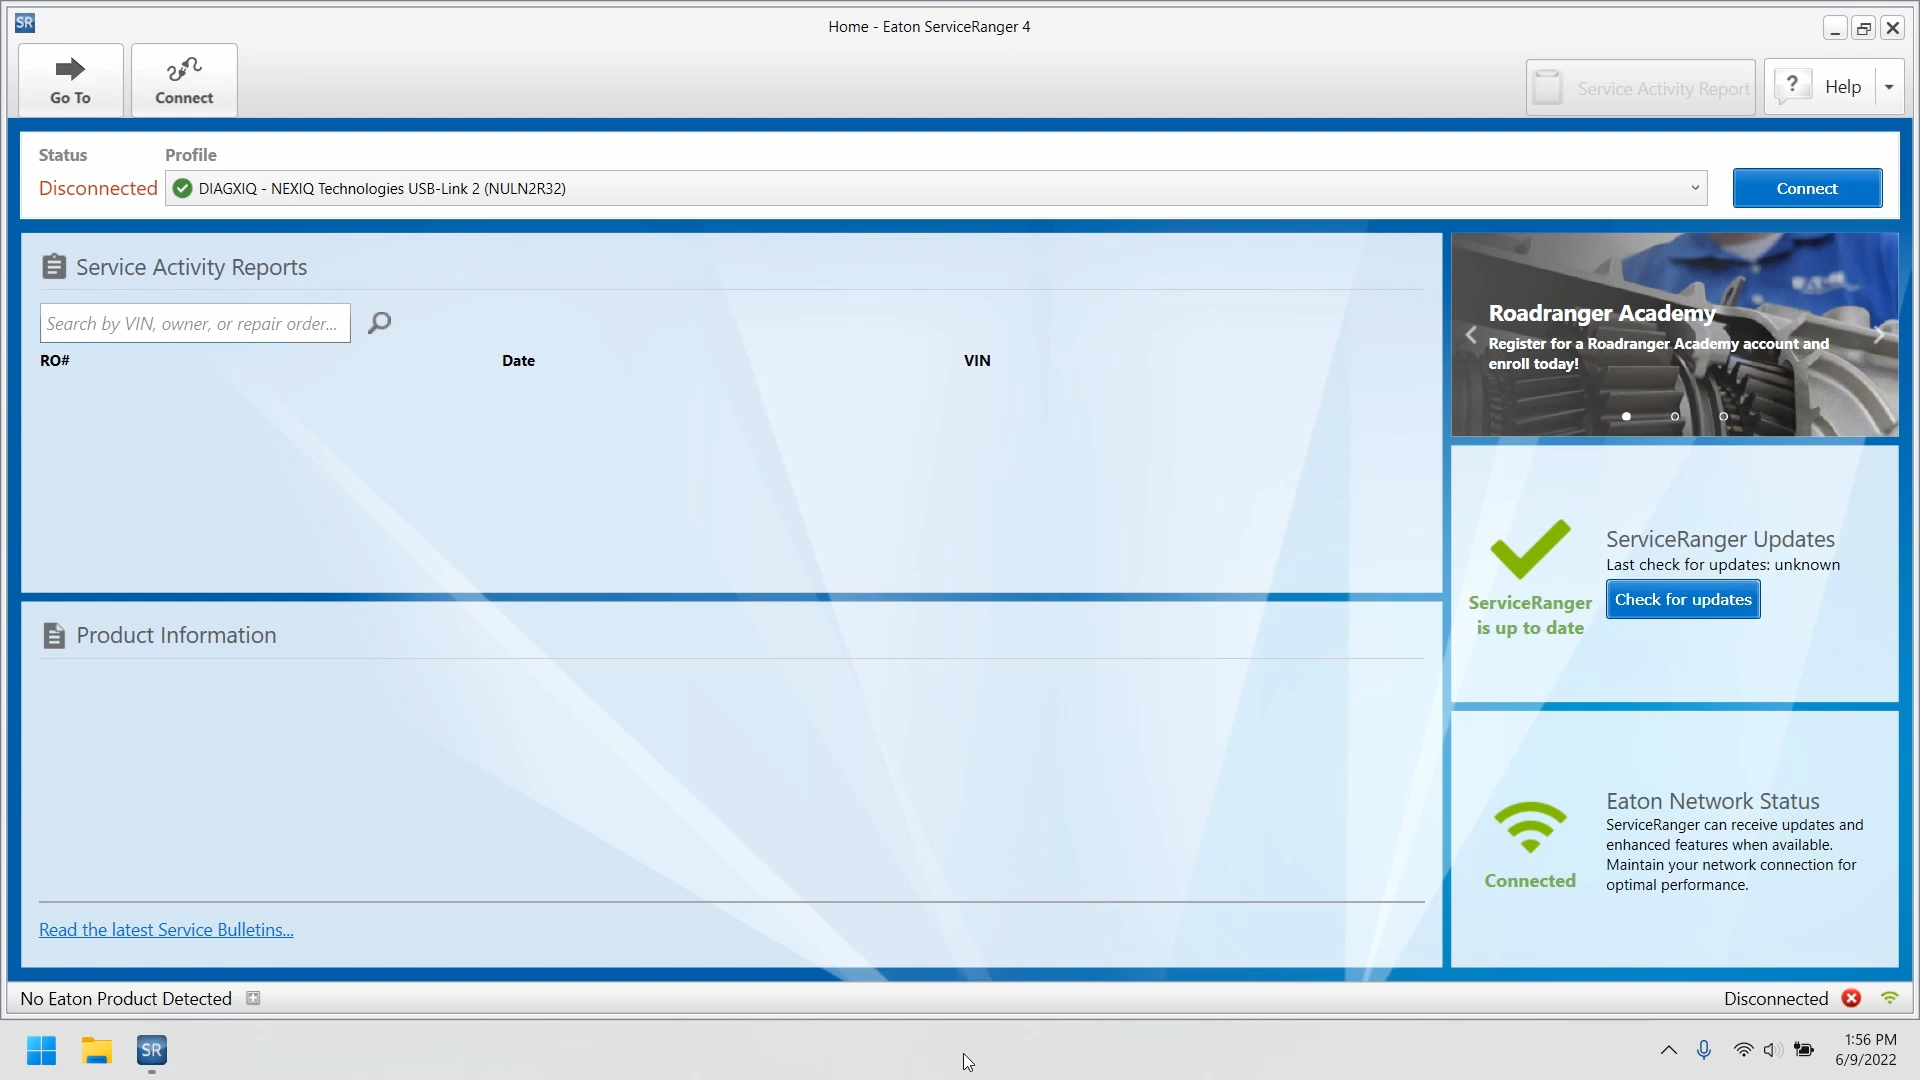 SR
Home - Eaton ServiceRanger 4
Go To
Connect
Service Activity Report
? Help
Status
Profile
Disconnected
DIAGXIQ - NEXIQ Technologies USB-Link 2 (NULN2R32)
Connect
Service Activity Reports
Search by VIN, owner, or repair order...
RO#
Date
VIN
Roadranger Academy
Register for a Roadranger Academy account and
enroll today!
ServiceRanger Updates
Last check for updates: unknown
Check for updates
ServiceRanger
is up to date
Product Information
Eaton Network Status
ServiceRanger can receive updates and
enhanced features when available.
Maintain your network connection for
optimal performance.
Connected
Read the latest Service Bulletins...
No Eaton Product Detected
Disconnected
SR
1:56 PM
6/9/2022